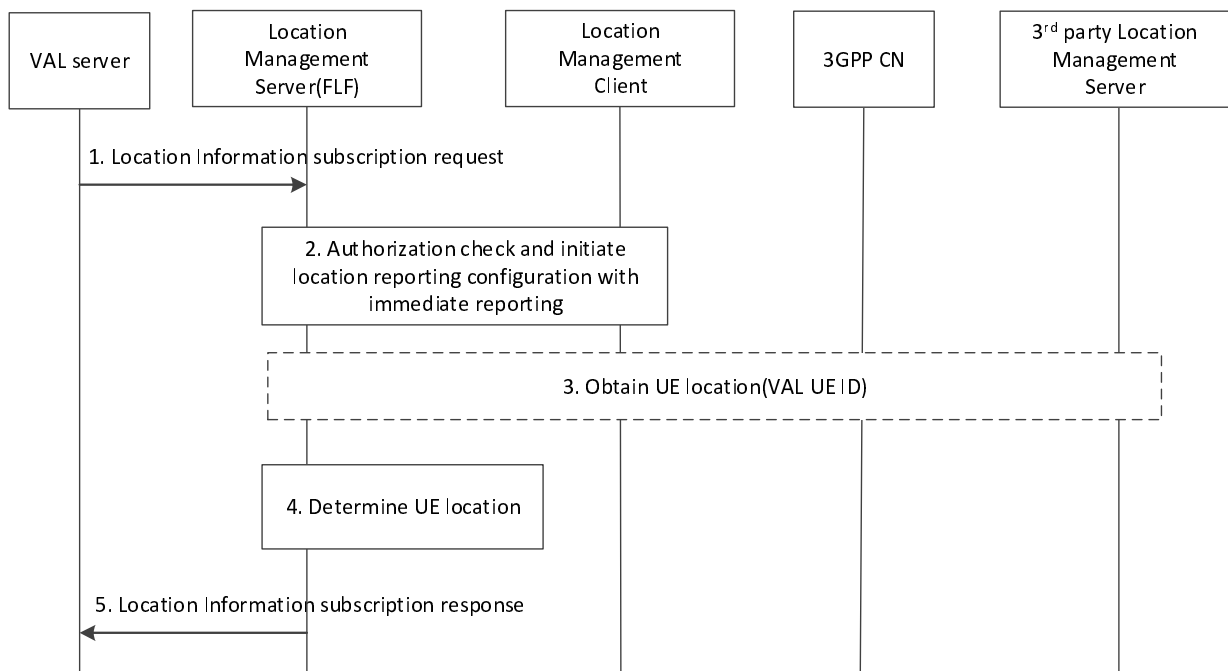 VAL server
Location
Management
Server(FLF)
Location
Management
Client
3GPP CN
3rd party Location
Management
Server
1. Location Information subscription request
2. Authorization check and initiate
location reporting configuration with
immediate reporting
3. Obtain UE location(VAL UE ID)
4. Determine UE location
5. Location Information subscription response